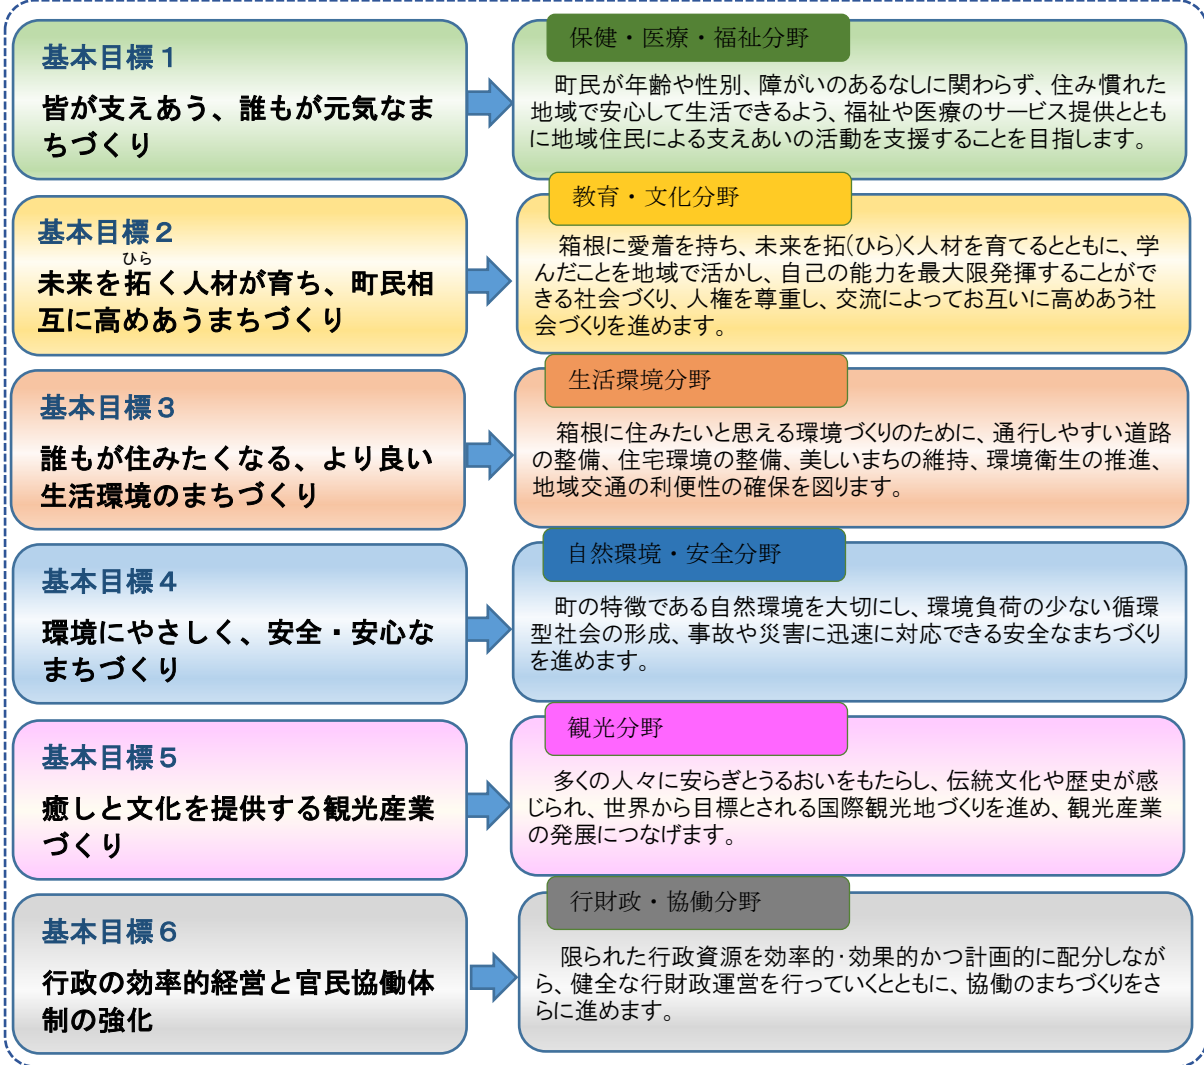 基本目標１
皆が支えあう、誰もが元気なま
ちづくり
保健・医療・福祉分野
町民が年齢や性別、障がいのあるなしに関わらず、住み慣れた
地域で安心して生活できるよう、福祉や医療のサービス提供ととも
に地域住民による支えあいの活動を支援することを目指します。
基本目標２
ひら
未来を拓く人材が育ち、町民相
互に高めあうまちづくり
教育・文化分野
箱根に愛着を持ち、未来を拓(ひら)く人材を育てるとともに、学
んだことを地域で活かし、自己の能力を最大限発揮することがで
きる社会づくり、人権を尊重し、交流によってお互いに高めあう社
会づくりを進めます。
基本目標３
誰もが住みたくなる、より良い
生活環境のまちづくり
生活環境分野
箱根に住みたいと思える環境づくりのために、通行しやすい道路
の整備、住宅環境の整備、美しいまちの維持、環境衛生の推進、
地域交通の利便性の確保を図ります。
基本目標４
環境にやさしく、安全・安心な
まちづくり
自然環境・安全分野
町の特徴である自然環境を大切にし、環境負荷の少ない循環
型社会の形成、事故や災害に迅速に対応できる安全なまちづくり
を進めます。
基本目標５
癒しと文化を提供する観光産業
づくり
観光分野
多くの人々に安らぎとうるおいをもたらし、伝統文化や歴史が感
じられ、世界から目標とされる国際観光地づくりを進め、観光産業
の発展につなげます。
基本目標６
行政の効率的経営と官民協働体
制の強化
行財政・協働分野
限られた行政資源を効率的・効果的かつ計画的に配分しなが
ら、健全な行財政運営を行っていくとともに、協働のまちづくりをさ
らに進めます。